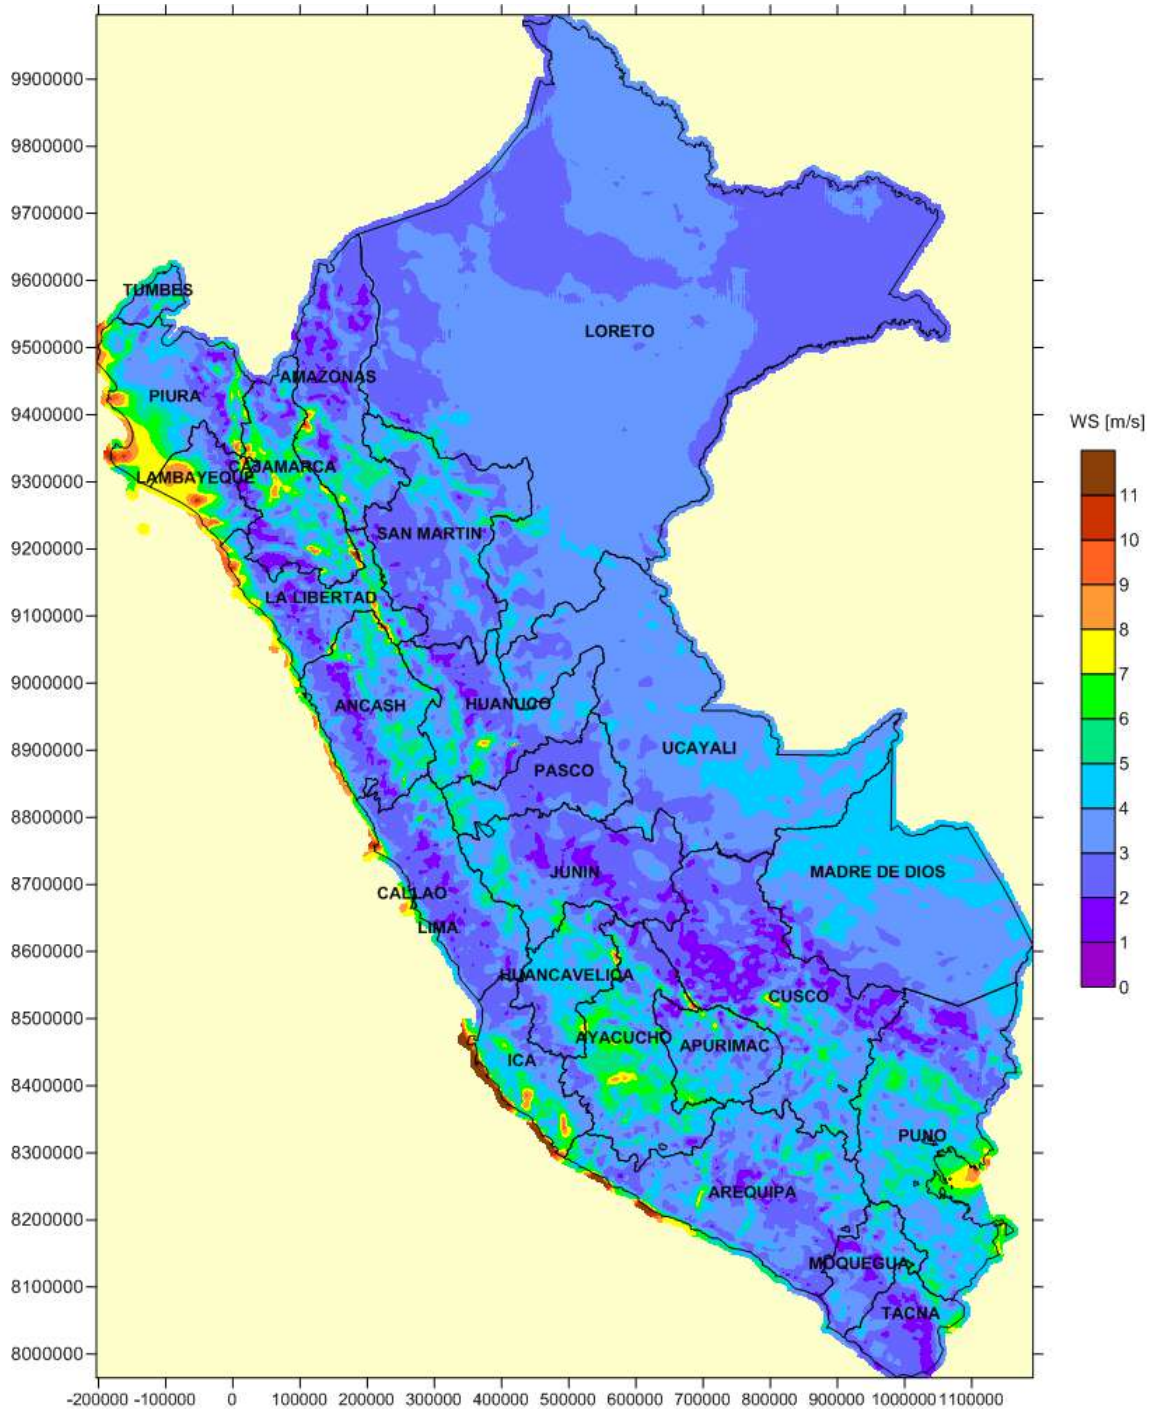 9900000
9800000
9700000
9600000
9500000
9400000
9300000
9200000
9100000
9000000
8900000
8800000
8700000
8600000
8500000
8400000
8300000
8200000
8100000
8000000
TUMBES
LORETO
AMAZONAS
PIURA
WS [m/s]
CAJAMARCA
LAMBAYEQUE
SAN MARTIN
LA LIBERTAD
ANCASH
HUANUCO
UCAYALI
PASCO
JUNIN
MADRE DE DIOS
CALLAO
LIMA
HUANCAVELICA
CUSCO
AYACUCHO
APURIMAC
ICA
PUNO
AREQUIPA
MOQUEGUA
TACNA
11
10
9
8
7
6
5
4
3
2
1
0
-200000 -100000 0 100000 200000 300000 400000 500000 600000 700000 800000 900000 1000000 1100000